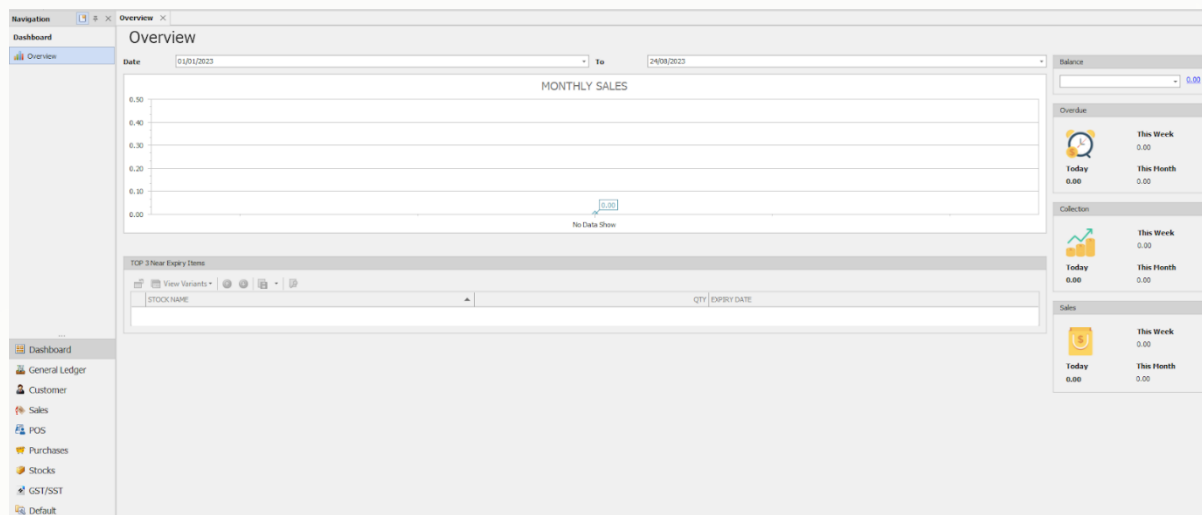 Navigation
Dashboard
Overview
...
Dashboard
General Ledger
Customer
Sales
POS
Purchases
Stocks
GST/SST
Default
Overview
Overview
Date 01/01/2023 To 24/08/2023
MONTHLY SALES
0.50
0.40
0.30
0.20
0.10
0.00
0.00
No Data Show
TOP 3 Near Expiry Items
View Variants
STOCK NAME QTY EXPIRY DATE
Balance
0.00
Overdue
This Week
0.00
Today This Month
0.00 0.00
Collection
This Week
0.00
Today This Month
0.00 0.00
Sales
This Week
0.00
Today This Month
0.00 0.00